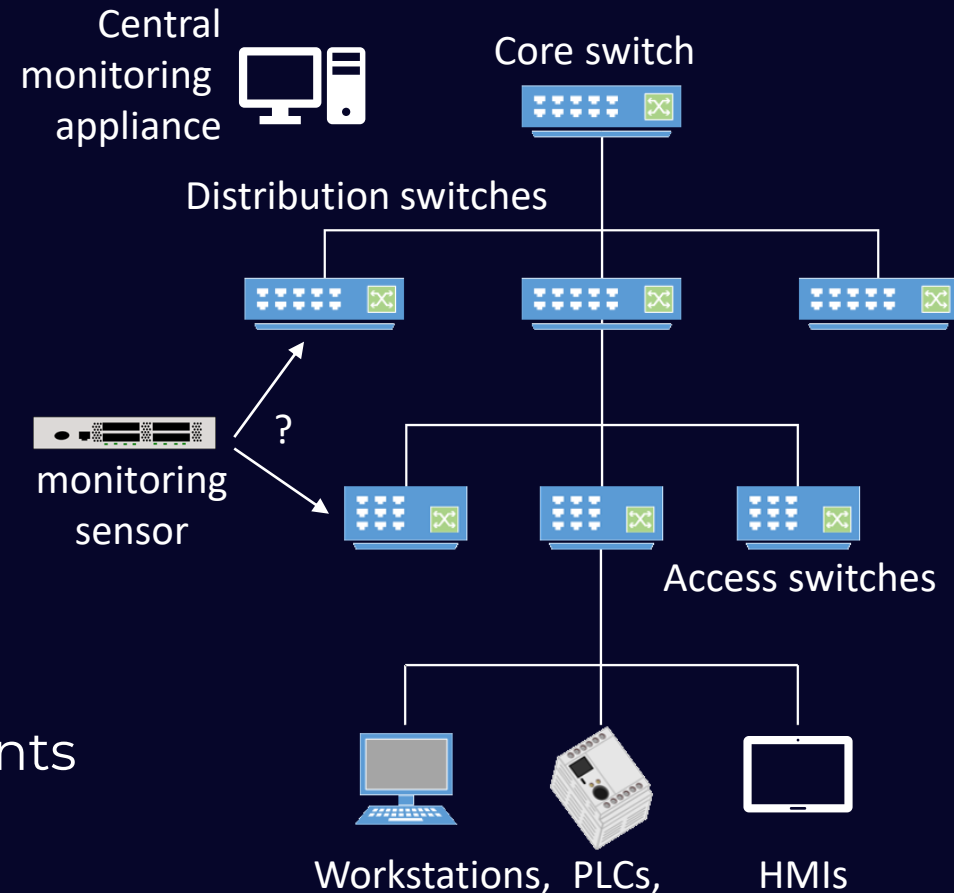 Central
monitoring
appliance
Core switch
Distribution switches
?
monitoring
sensor
Access switches
nts
Workstations, PLCs, HMIs